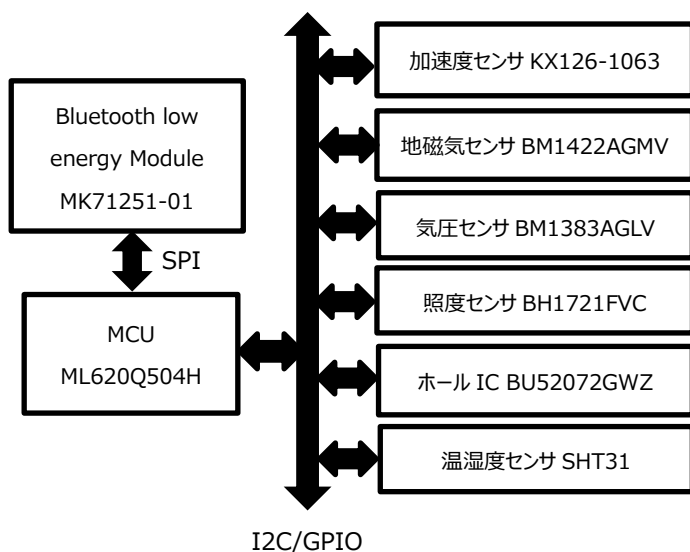 Bluetooth low
energy Module
MK71251-01
SPI
MCU
ML620Q504H
加速度センサ KX126-1063
地磁気センサ BM1422AGMV
気圧センサ BM1383AGLV
照度センサ BH1721FVC
ホール IC BU52072GWZ
温湿度センサ SHT31
I2C/GPIO